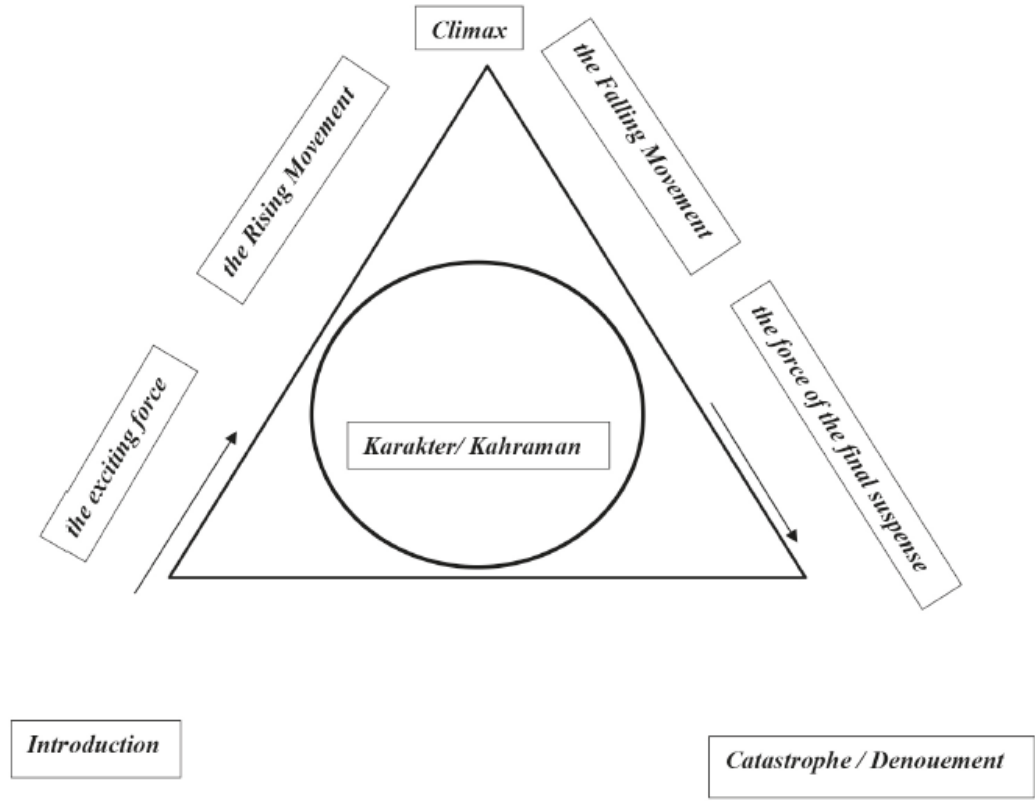 Climax
the Rising Movement
the Falling Movement
the exciting force
the force of the final suspense
Karakter/ Kahraman
Introduction
Catastrophe / Denouement